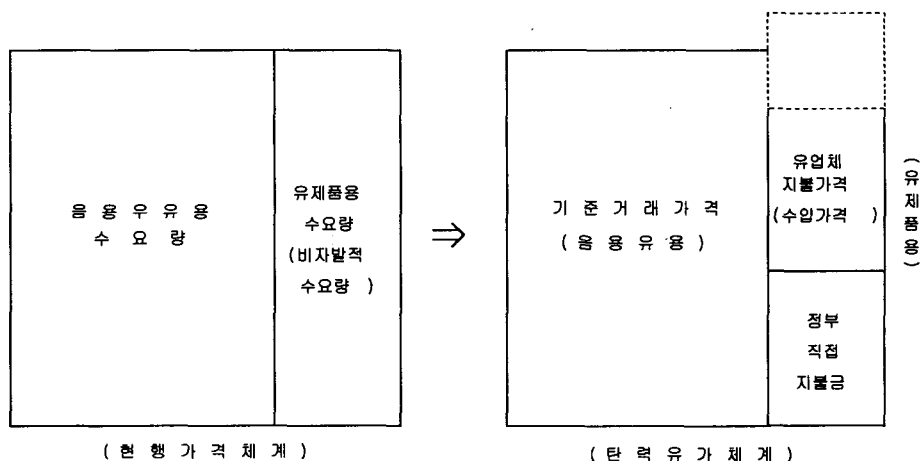 음 용 우 유 용
수 요 량
유제품용
수요량
(비자발적
수요량 )
⇒
기 준 거 래 가 격
( 음 용 유 용 )
유업체
지불가격
(수입가격 )
정부
직접
지불금
(유제품용)
( 현 행 가 격 체 계 )
( 탄 력 유 가 체 계 )